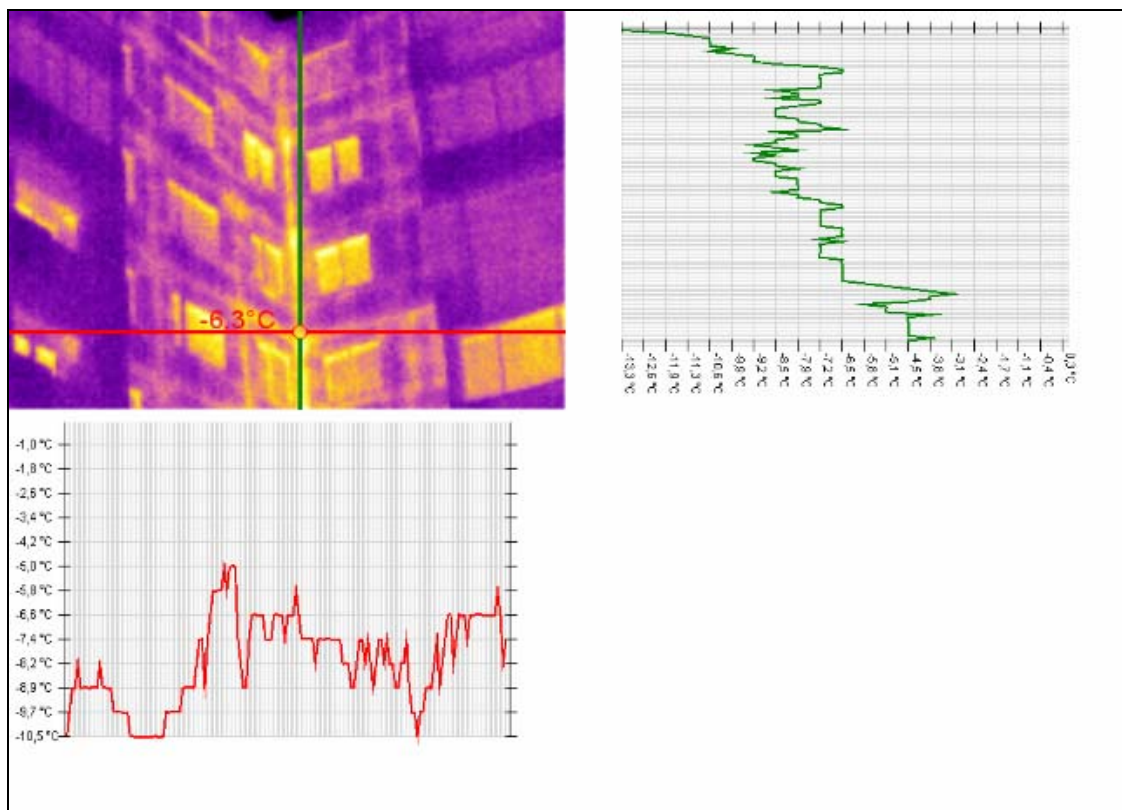 -6.3°C
-13,3 °C
-12,6 °C
-11,9 °C
-11,3 °C
-10,6 °C
-9,9 °C
-9,2 °C
-8,5 °C
-7,9 °C
-7,2 °C
-6,5 °C
-5,8 °C
-5,1 °C
-4,5 °C
-3,8 °C
-3,1 °C
-2,4 °C
-1,7 °C
-1,1 °C
-0,4 °C
0,3 °C
-1,0 °C
-1,8 °C
-2,6 °C
-3,4 °C
-4,2 °C
-5,0 °C
-5,8 °C
-6,6 °C
-7,4 °C
-8,2 °C
-8,9 °C
-9,7 °C
-10,5 °C